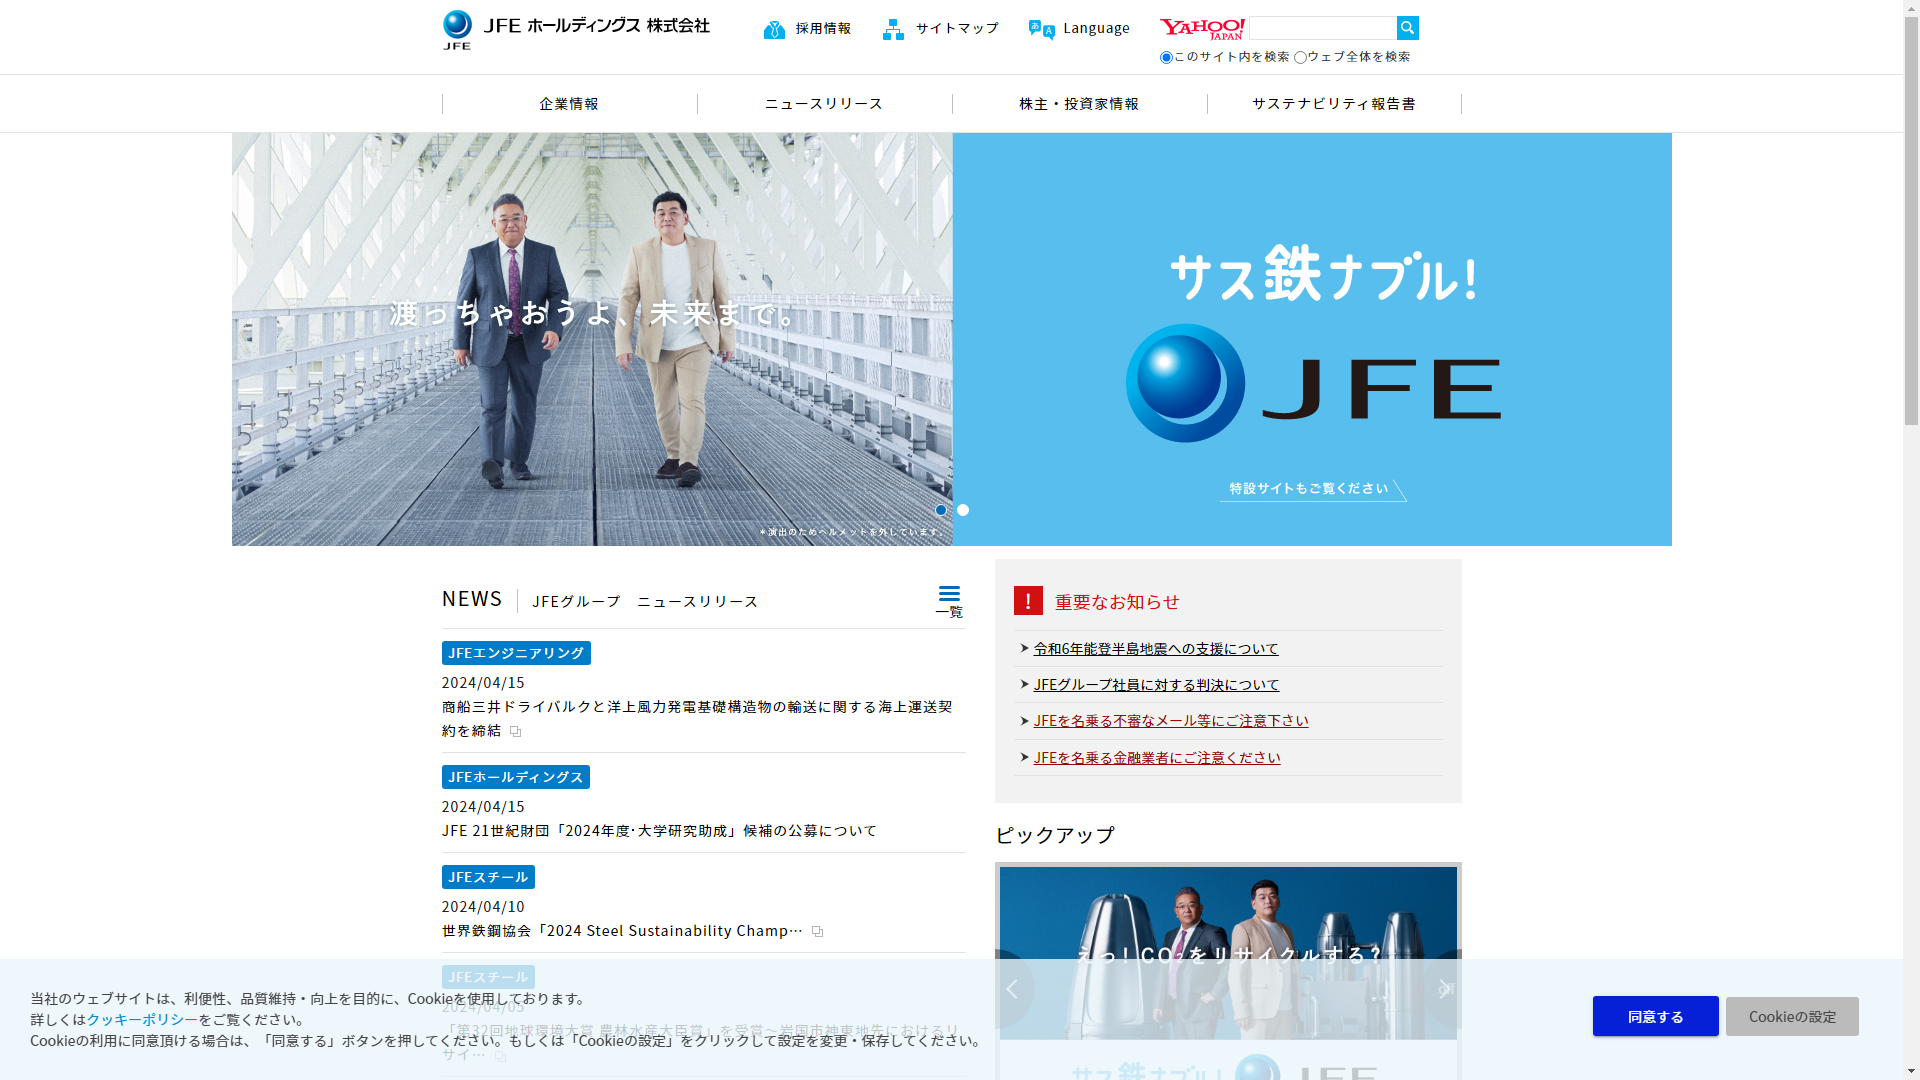 JFE ホールディングス 株式会社
JFE
採用情報
サイトマップ
Language
YAHOO!
JAPAN
このサイト内を検索 ウェブ全体を検索
企業情報
ニュースリリース
株主・投資家情報
サステナビリティ報告書
渡っちゃおうよ、未来まで。
＊演出のためヘルメットを外しています。
サス鉄ナブル!
JFE
特設サイトもご覧ください
NEWS
JFEグループ　ニュースリリース
一覧
JFEエンジニアリング
2024/04/15
商船三井ドライバルクと洋上風力発電基礎構造物の輸送に関する海上運送契
約を締結
JFEホールディングス
2024/04/15
JFE 21世紀財団「2024年度･大学研究助成」候補の公募について
JFEスチール
2024/04/10
世界鉄鋼協会「2024 Steel Sustainability Champ…
JFEスチール
2024/04/05
「第32回地球環境大賞 農林水産大臣賞」を受賞～岩国市神東地先におけるリ
サイ…
重要なお知らせ
令和6年能登半島地震への支援について
JFEグループ社員に対する判決について
JFEを名乗る不審なメール等にご注意下さい
JFEを名乗る金融業者にご注意ください
ピックアップ
えっ！CO₂をリサイクルする？
サス鉄ナブル!
JFE
当社のウェブサイトは、利便性、品質維持・向上を目的に、Cookieを使用しております。
詳しくはクッキーポリシーをご覧ください。
Cookieの利用に同意頂ける場合は、「同意する」ボタンを押してください。もしくは「Cookieの設定」をクリックして設定を変更・保存してください。
同意する
Cookieの設定